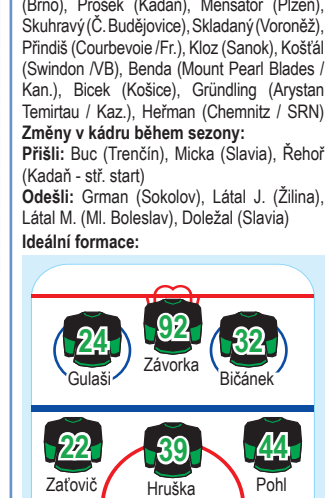 (Brno), Prošek (Kadaň), Mensator (Plzeň),
Skuhravý (Č. Budějovice), Skladaný (Voroněž),
Přindiš (Courbevoie /Fr.), Kloz (Sanok), Košťál
(Swindon /VB), Benda (Mount Pearl Blades /
Kan.), Bicek (Košice), Gründling (Arystan
Temirtau / Kaz.), Heřman (Chemnitz / SRN)
Změny v kádru během sezony:
Přišli: Buc (Trenčín), Micka (Slavia), Řehoř
(Kadaň - stř. start)
Odešli: Grman (Sokolov), Látal J. (Žilina),
Látal M. (Ml. Boleslav), Doležal (Slavia)
Ideální formace:
24 92 32
Gulaši Závorka Bičánek
22 39 44
Zaťovič Hruška Pohl